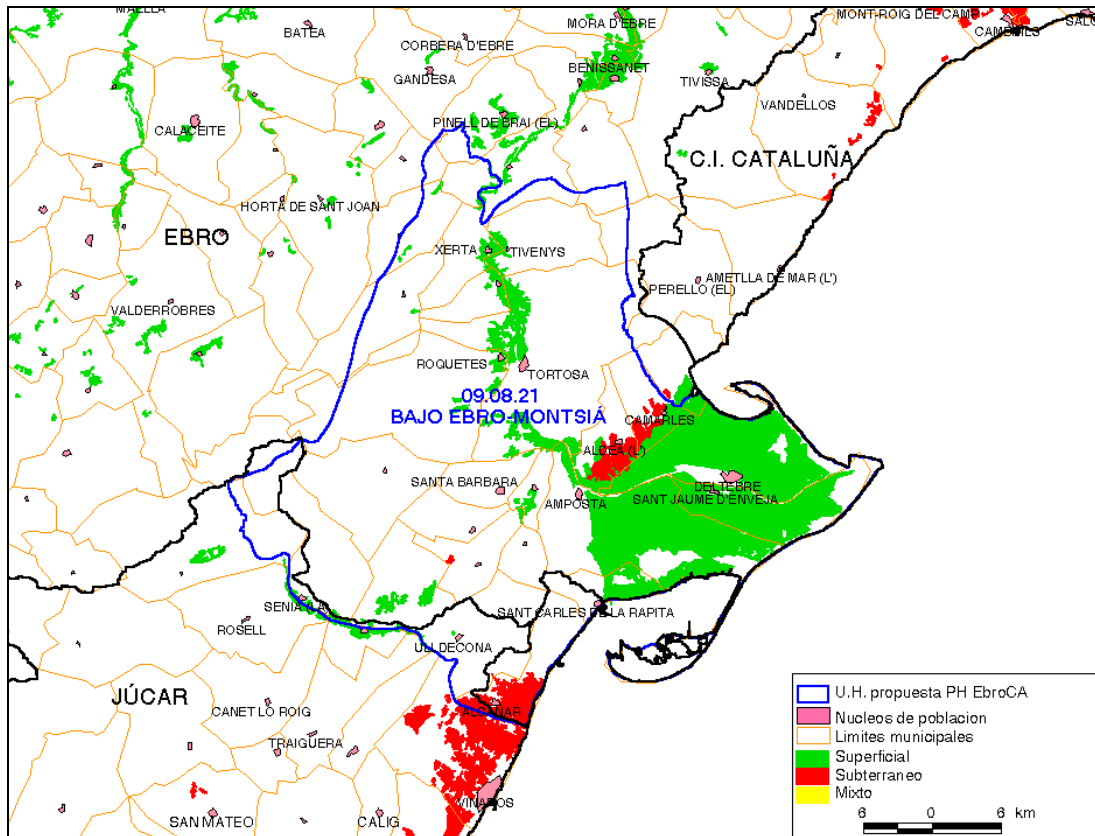 MAELLA
BATEA
MORA D'EBRE
MONT-ROIG DEL CAMP
CAMBRILS
CORBERA D'EBRE
GANDESA
BENISSANET
TIVISSA
VANDELLOS
CALACEITE
PINELL DE BRAI (EL)
C.I. CATALUÑA
HORTA DE SANT JOAN
EBRO
XERTA
TIVENYS
AMETLLA DE MAR (L')
PERELLO (EL)
VALDERROBRES
ROQUETES
TORTOSA
09.08.21
BAJO EBRO-MONTSIÁ
CAMARLES
ALDEA (L')
SANTA BARBARA
DELTEBRE
AMPOSTA
SANT JAUME D'ENVEJA
SENIA (LA)
SANT CARLES DE LA RAPITA
ROSELL
ULLDECONA
JÚCAR
CANET LO ROIG
ALCANAR
TRAIGUERA
VINAROS
SAN MATEO
CALIG
U.H. propuesta PH EbroCA
Nucleos de poblacion
Limites municipales
Superficial
Subterraneo
Mixto
6 0 6 km